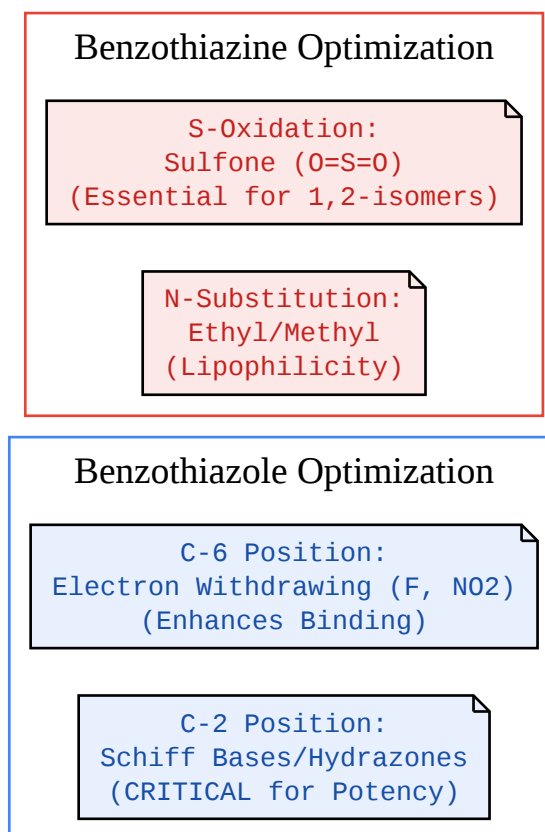 Benzothiazine Optimization
S-Oxidation:
Sulfone (O=S=O)
(Essential for 1,2-isomers)
N-Substitution:
Ethyl/Methyl
(Lipophilicity)
Benzothiazole Optimization
C-6 Position:
Electron Withdrawing (F, NO2)
(Enhances Binding)
C-2 Position:
Schiff Bases/Hydrazones
(CRITICAL for Potency)